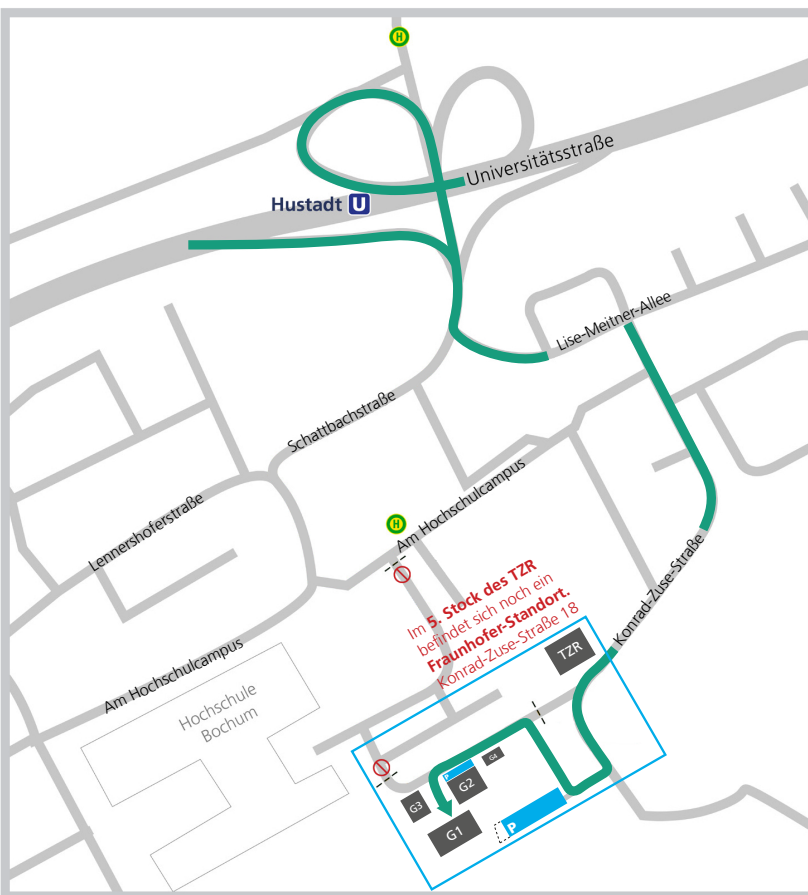 H
Universitätsstraße
Hustadt U
Lise-Meitner-Allee
Schattbachstraße
Lennershoferstraße
H
Am Hochschulcampus
Im 5. Stock des TZR
befindet sich noch ein
Fraunhofer-Standort.
Konrad-Zuse-Straße 18
Konrad-Zuse-Straße
TZR
Am Hochschulcampus
Hochschule
Bochum
G4
P
G2
G3
G1
P